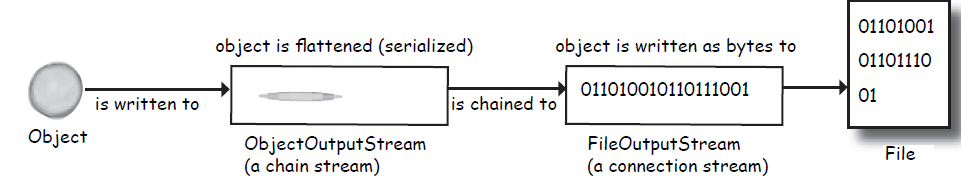 object is flattened (serialized)
object is written as bytes to
01101001
01101110
01
is written to
is chained to
011010010110111001
Object
ObjectOutputStream
(a chain stream)
FileOutputStream
(a connection stream)
File